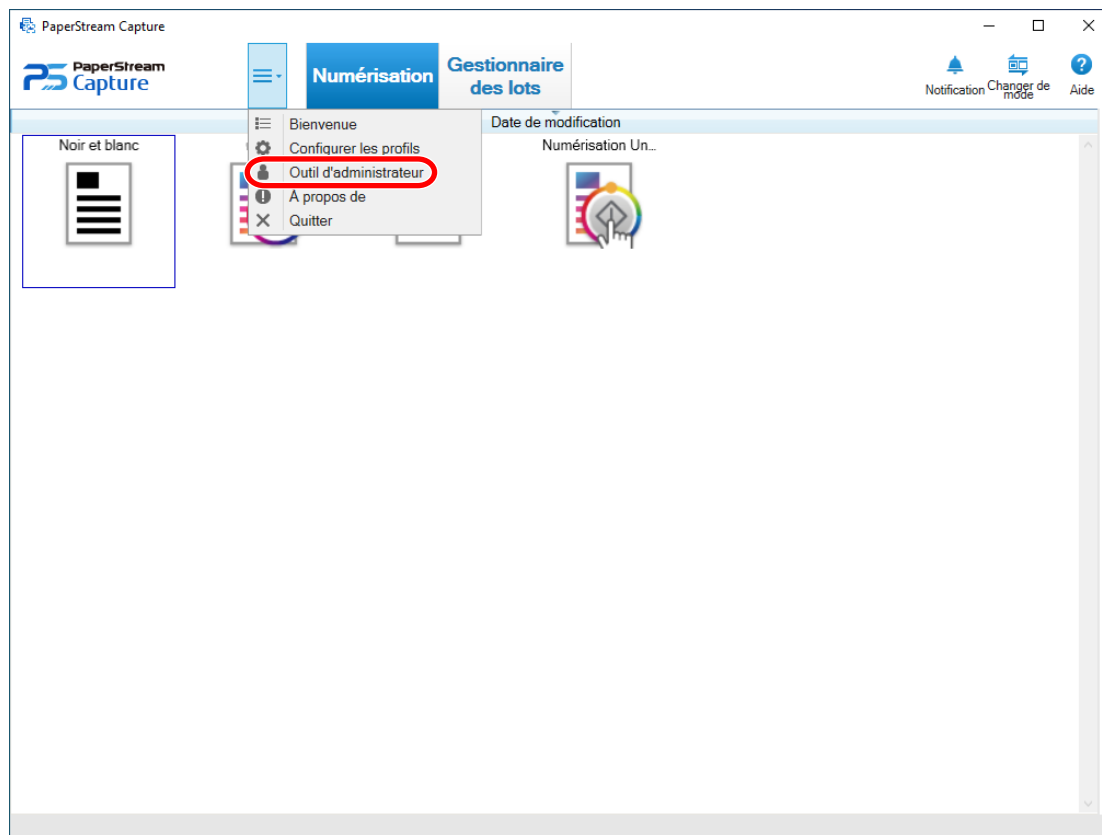 PaperStream Capture
PaperStream
Capture
Numérisation
Gestionnaire
des lots
Notification
Changer de
mode
Aide
Date de modification
Bienvenue
Configurer les profils
Outil d'administrateur
A propos de
Quitter
Noir et blanc
Numérisation Un...